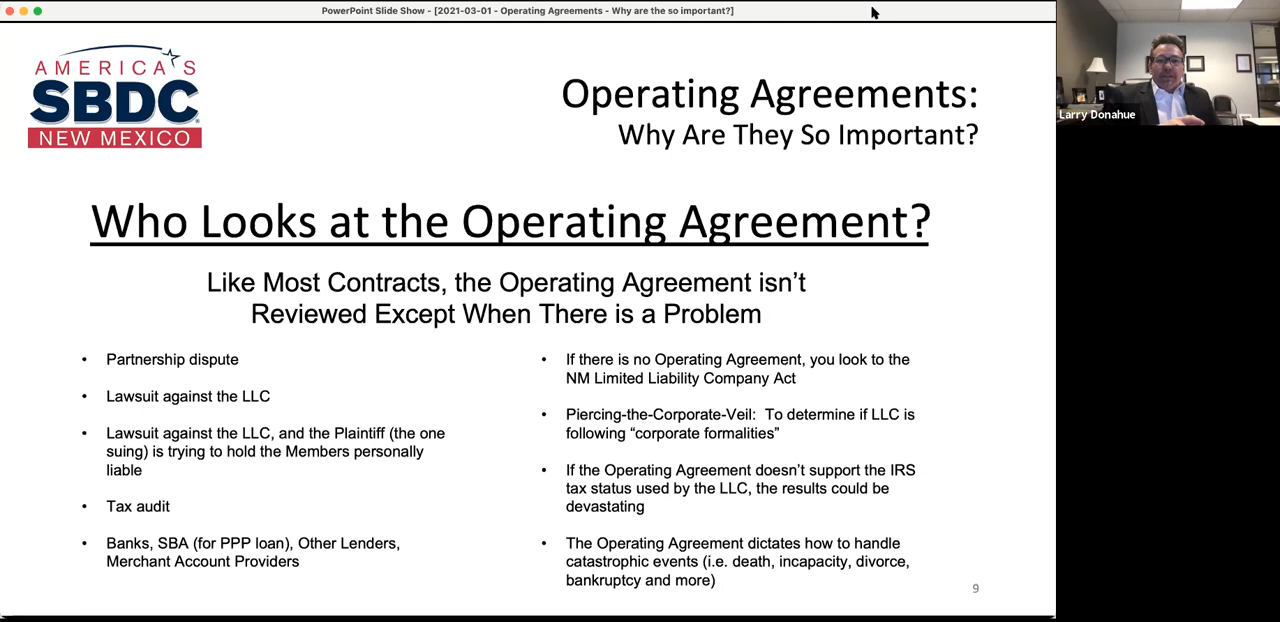 PowerPoint Slide Show - [2021-03-01 - Operating Agreements - Why are the so important?]
AMERICA'S
SBDC
NEW MEXICO
Operating Agreements:
Why Are They So Important?
Larry Donahue
Who Looks at the Operating Agreement?
Like Most Contracts, the Operating Agreement isn't
Reviewed Except When There is a Problem
• Partnership dispute
• Lawsuit against the LLC
• Lawsuit against the LLC, and the Plaintiff (the one
suing) is trying to hold the Members personally
liable
• Tax audit
• Banks, SBA (for PPP loan), Other Lenders,
Merchant Account Providers
• If there is no Operating Agreement, you look to the
NM Limited Liability Company Act
• Piercing-the-Corporate-Veil: To determine if LLC is
following “corporate formalities”
• If the Operating Agreement doesn't support the IRS
tax status used by the LLC, the results could be
devastating
• The Operating Agreement dictates how to handle
catastrophic events (i.e. death, incapacity, divorce,
bankruptcy and more)
9